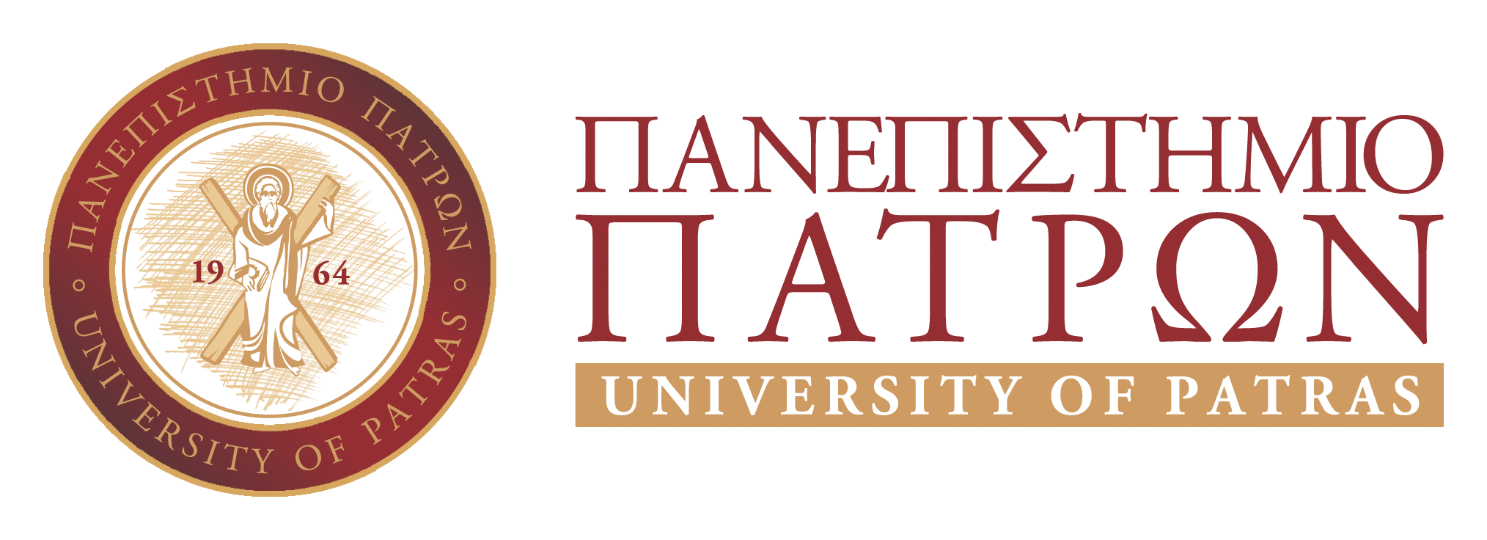 ΠΑΝΕΠΙΣΤΗΜΙΟ ΠΑΤΡΩΝ
19 64
UNIVERSITY OF PATRAS
ΠΑΝΕΠΙΣΤΗΜΙΟ
ΠΑΤΡΩΝ
UNIVERSITY OF PATRAS